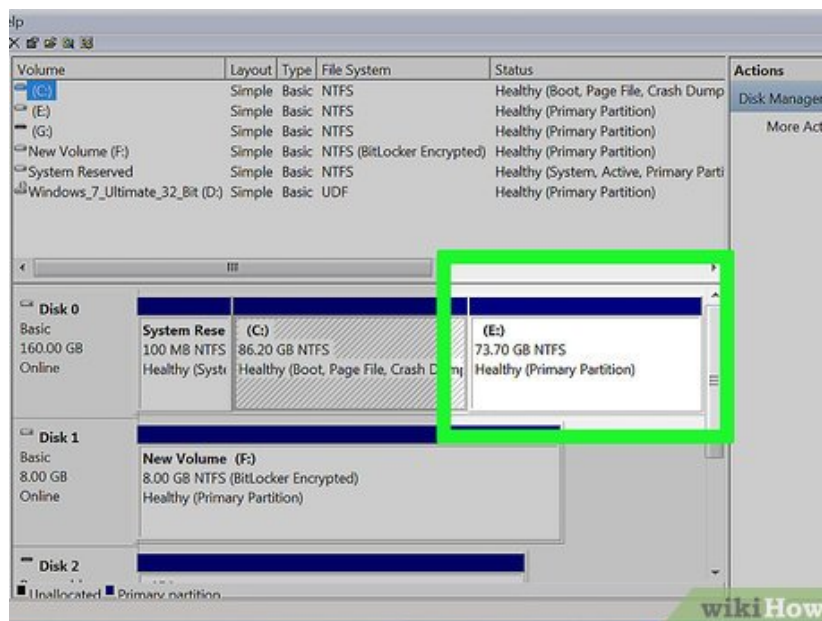 elp
Volume Layout Type File System Status
(C:) Simple Basic NTFS Healthy (Boot, Page File, Crash Dump
(E:) Simple Basic NTFS Healthy (Primary Partition)
(G:) Simple Basic NTFS Healthy (Primary Partition)
New Volume (F:) Simple Basic NTFS (BitLocker Encrypted) Healthy (Primary Partition)
System Reserved Simple Basic NTFS Healthy (System, Active, Primary Parti
Windows_7_Ultimate_32_Bit (D:) Simple Basic UDF Healthy (Primary Partition)
Actions
Disk Manager
More Act
Disk 0
Basic
160.00 GB
Online
System Rese
100 MB NTFS
Healthy (Syste
(C:)
86.20 GB NTFS
Healthy (Boot, Page File, Crash Dump
(E:)
73.70 GB NTFS
Healthy (Primary Partition)
Disk 1
Basic
8.00 GB
Online
New Volume (F:)
8.00 GB NTFS (BitLocker Encrypted)
Healthy (Primary Partition)
Disk 2
Unallocated Primary partition
wikiHow